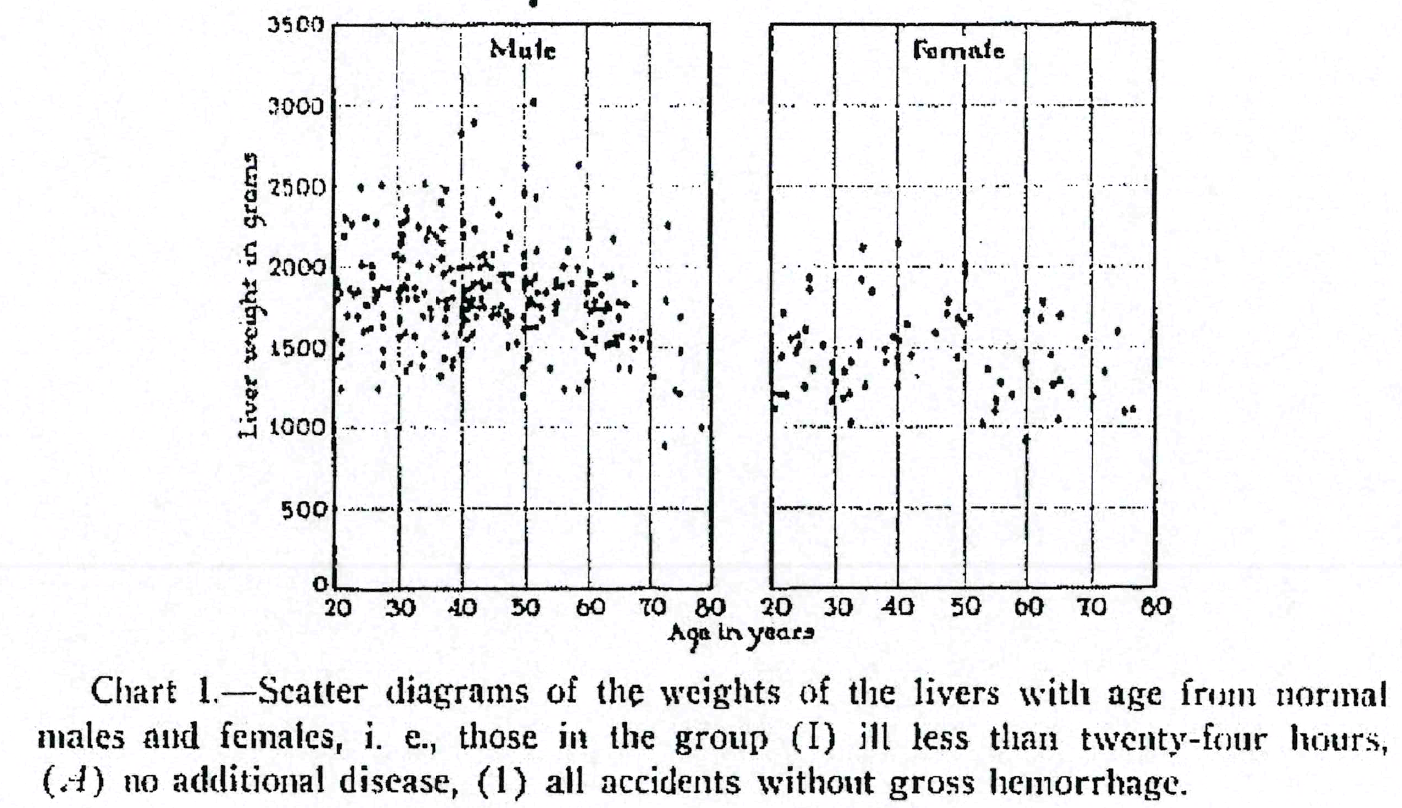 Male Female
3500
3000
2500
2000
1500
1000
500
0
Liver weight in grams
20 30 40 50 60 70 80 20 30 40 50 60 70 80
Age in years
Chart 1.—Scatter diagrams of the weights of the livers with age from normal
males and females, i. e., those in the group (I) ill less than twenty-four hours,
(A) no additional disease, (1) all accidents without gross hemorrhage.